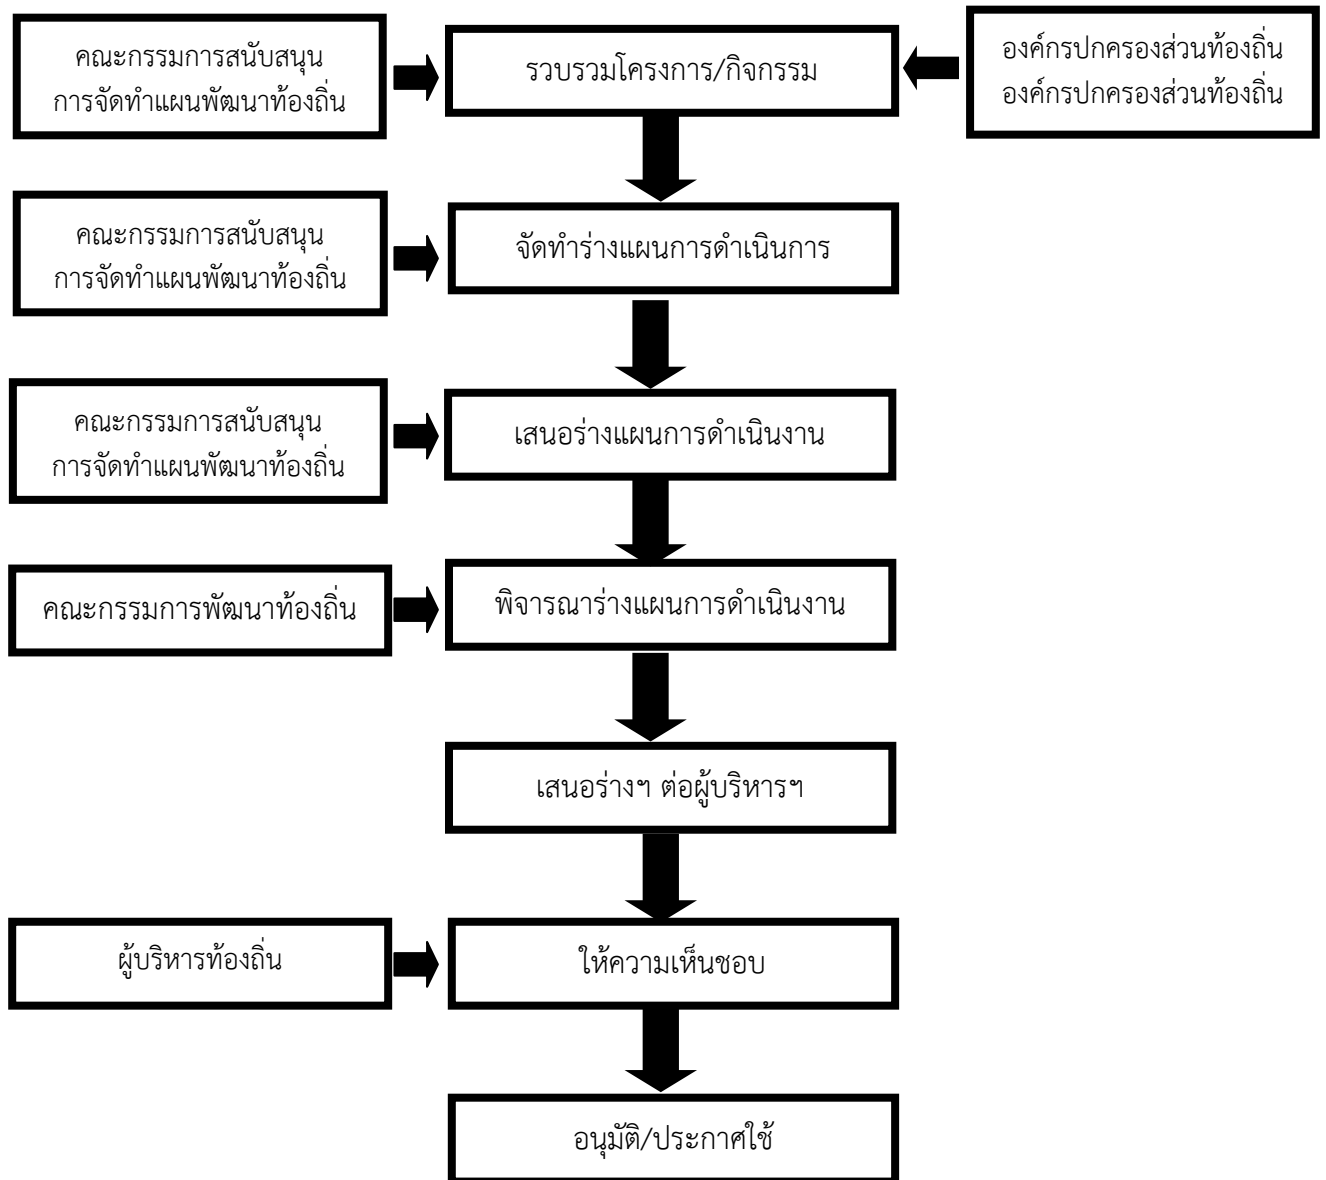 คณะกรรมการสนับสนุน
การจัดทำแผนพัฒนาท้องถิ่น
รวบรวมโครงการ/กิจกรรม
องค์กรปกครองส่วนท้องถิ่น
องค์กรปกครองส่วนท้องถิ่น
คณะกรรมการสนับสนุน
การจัดทำแผนพัฒนาท้องถิ่น
จัดทำร่างแผนการดำเนินการ
คณะกรรมการสนับสนุน
การจัดทำแผนพัฒนาท้องถิ่น
เสนอร่างแผนการดำเนินงาน
คณะกรรมการพัฒนาท้องถิ่น
พิจารณาร่างแผนการดำเนินงาน
เสนอร่างฯ ต่อผู้บริหารฯ
ผู้บริหารท้องถิ่น
ให้ความเห็นชอบ
อนุมัติ/ประกาศใช้